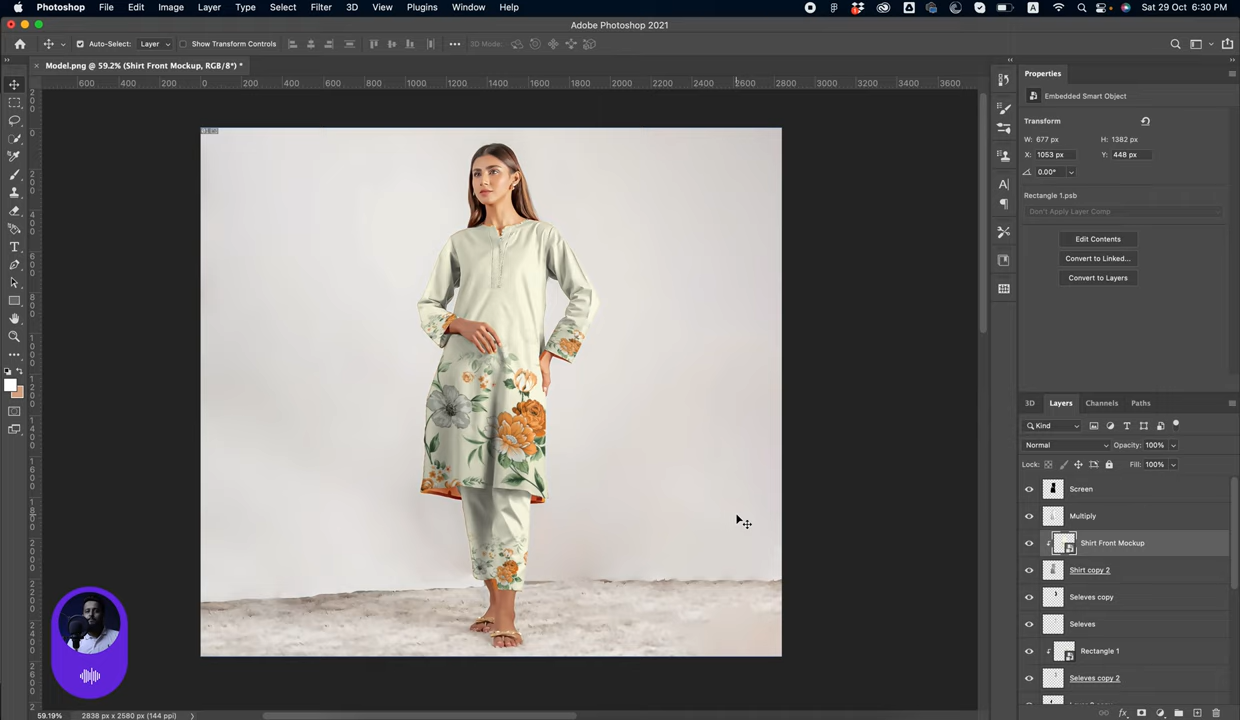 Photoshop File Edit Image Layer Type Select Filter 3D View Plugins Window Help A Sat 29 Oct 6:30 PM
Adobe Photoshop 2021
Auto-Select: Layer Show Transform Controls 3D Mode:
× Model.png @ 59.2% (Shirt Front Mockup, RGB/8*) *
600 400 200 0 200 400 600 800 1000 1200 1400 1600 1800 2000 2200 2400 2600 2800 3000 3200 3400 3600
Properties
Embedded Smart Object
Transform
W: 677 px H: 1382 px
X: 1053 px Y: 448 px
0.00°
Rectangle 1.psb
Don't Apply Layer Comp
Edit Contents
Convert to Linked...
Convert to Layers
3D Layers Channels Paths
Kind
Normal Opacity: 100%
Lock: Fill: 100%
Screen
Multiply
Shirt Front Mockup
Shirt copy 2
Seleves copy
Seleves
Rectangle 1
Seleves copy 2
59.19% 2838 px x 2580 px (144 ppi)